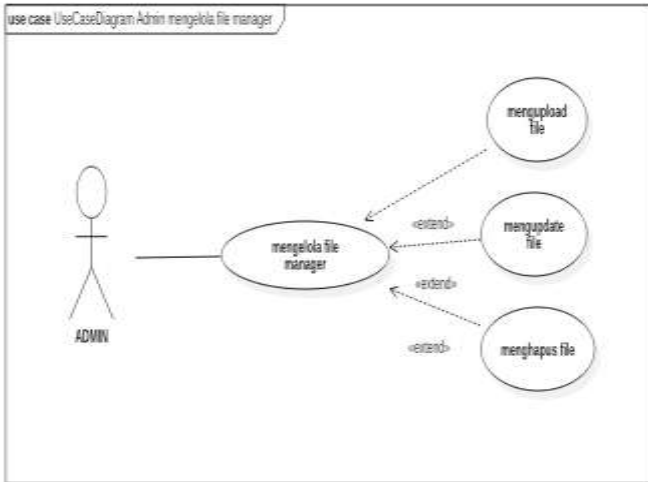 use case UseCaseDiagram Admin mengelola file manager
mengupload
file
«extend»
mengupdate
file
mengelola file
manager
«extend»
ADMIN
«extend»
menghapus file